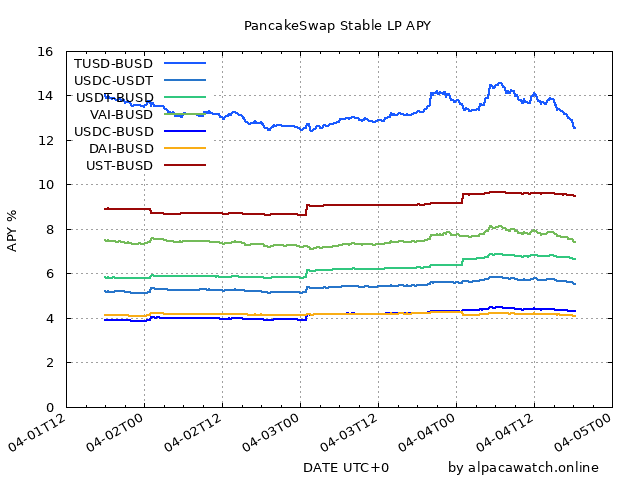 PancakeSwap Stable LP APY
APY %
16
14
12
10
8
6
4
2
0
TUSD-BUSD
USDC-USDT
USDT-BUSD
VAI-BUSD
USDC-BUSD
DAI-BUSD
UST-BUSD
04-01T12
04-02T00
04-02T12
04-03T00
04-03T12
04-04T00
04-04T12
04-05T00
DATE UTC+0
by alpacawatch.online